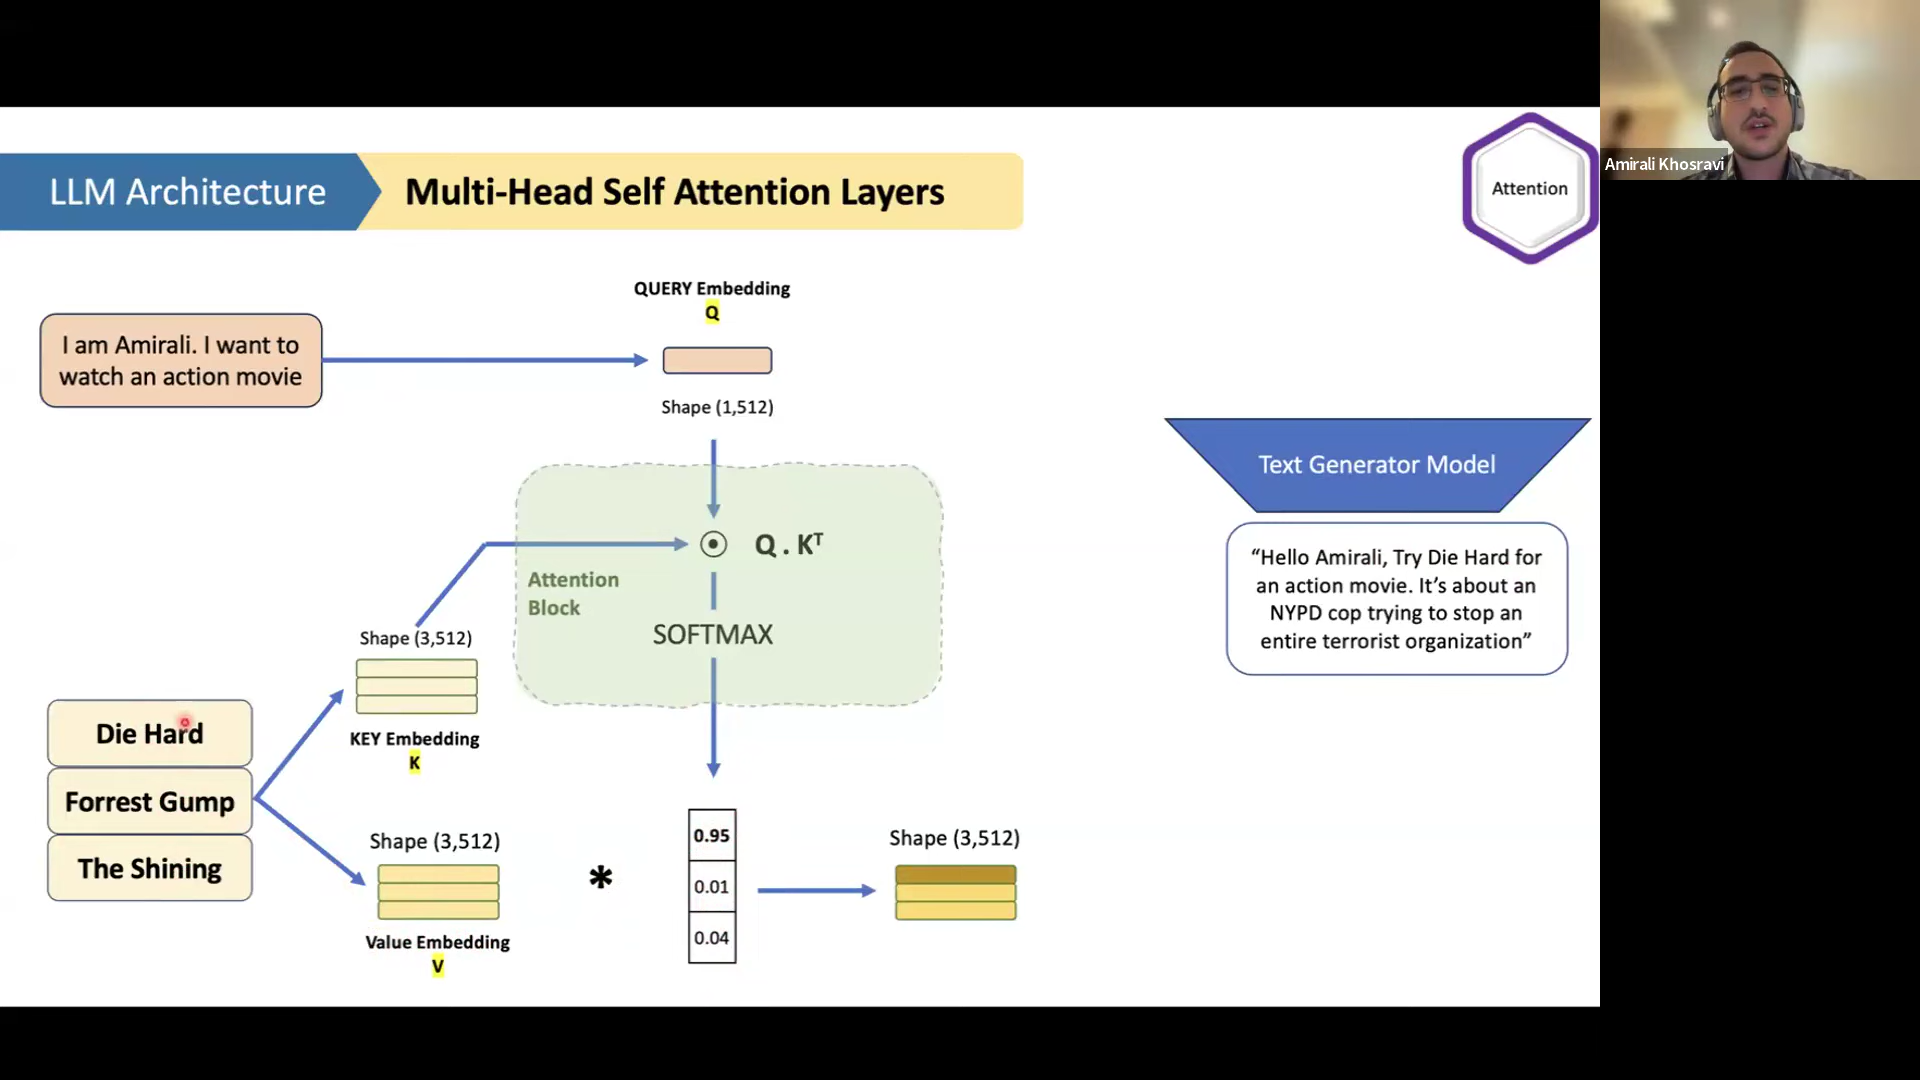 LLM Architecture
Multi-Head Self Attention Layers
Attention
Amirali Khosravi
QUERY Embedding
Q
I am Amirali. I want to
watch an action movie
Shape (1,512)
Text Generator Model
Q . Kᵀ
Attention
Block
SOFTMAX
"Hello Amirali, Try Die Hard for
an action movie. It's about an
NYPD cop trying to stop an
entire terrorist organization"
Shape (3,512)
KEY Embedding
K
Die Hard
Forrest Gump
The Shining
Shape (3,512)
Value Embedding
V
*
0.95
0.01
0.04
Shape (3,512)